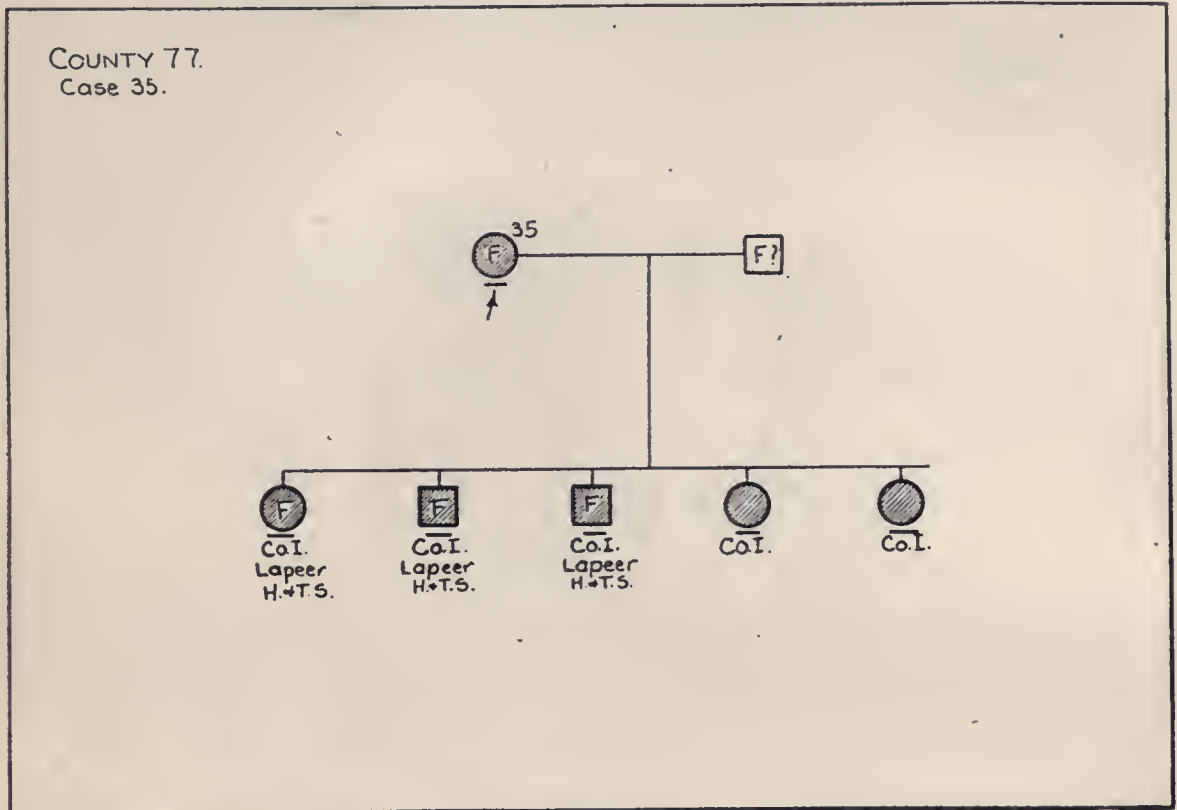 COUNTY 77.
Case 35.
35
F
F?
F
F
F
Co.I.
Co.I.
Co.I.
Co.I.
Co.I.
Lapeer
Lapeer
Lapeer
H.+T.S.
H.+T.S.
H.+T.S.